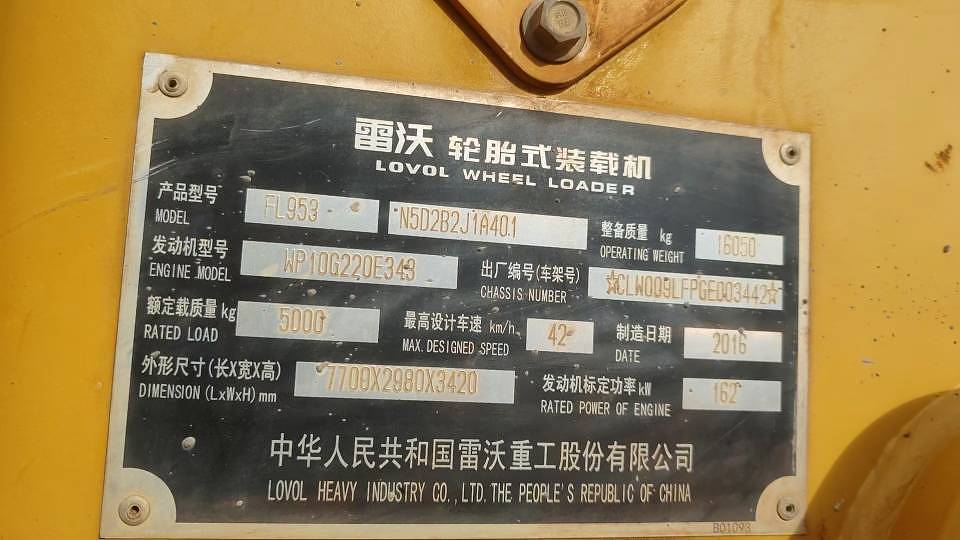 雷沃 轮胎式装载机
LOVOL WHEEL LOADER
产品型号 FL953 N5D2B2J1A401 整备质量 kg 16050
MODEL OPERATING WEIGHT
发动机型号 WP10G220E343 出厂编号(车架号) ☆CLW009LFPGE003442☆
ENGINE MODEL CHASSIS NUMBER
额定载质量 kg 5000 最高设计车速 km/h 42 制造日期 2016
RATED LOAD MAX. DESIGNED SPEED DATE
外形尺寸(长X宽X高) 7709X2980X3420 发动机标定功率 kW 162
DIMENSION (LxWxH) mm RATED POWER OF ENGINE
中华人民共和国雷沃重工股份有限公司
LOVOL HEAVY INDUSTRY CO., LTD. THE PEOPLE'S REPUBLIC OF CHINA
B01093